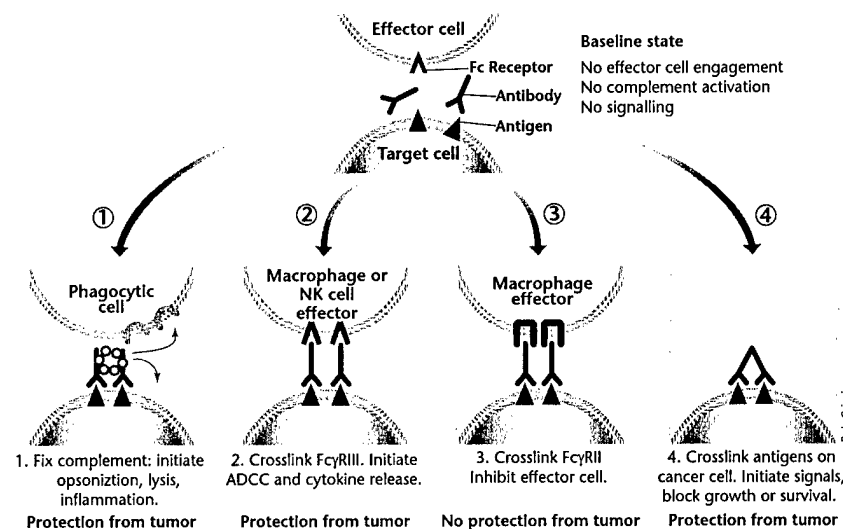 Effector cell
Fc Receptor
Antibody
Antigen
Target cell
Baseline state
No effector cell engagement
No complement activation
No signalling
①
②
③
④
Phagocytic
cell
Macrophage or
NK cell
effector
Macrophage
effector
1. Fix complement: initiate
opsoniztion, lysis,
inflammation.
Protection from tumor
2. Crosslink FcγRIII. Initiate
ADCC and cytokine release.
Protection from tumor
3. Crosslink FcγRII
Inhibit effector cell.
No protection from tumor
4. Crosslink antigens on
cancer cell. Initiate signals,
block growth or survival.
Protection from tumor